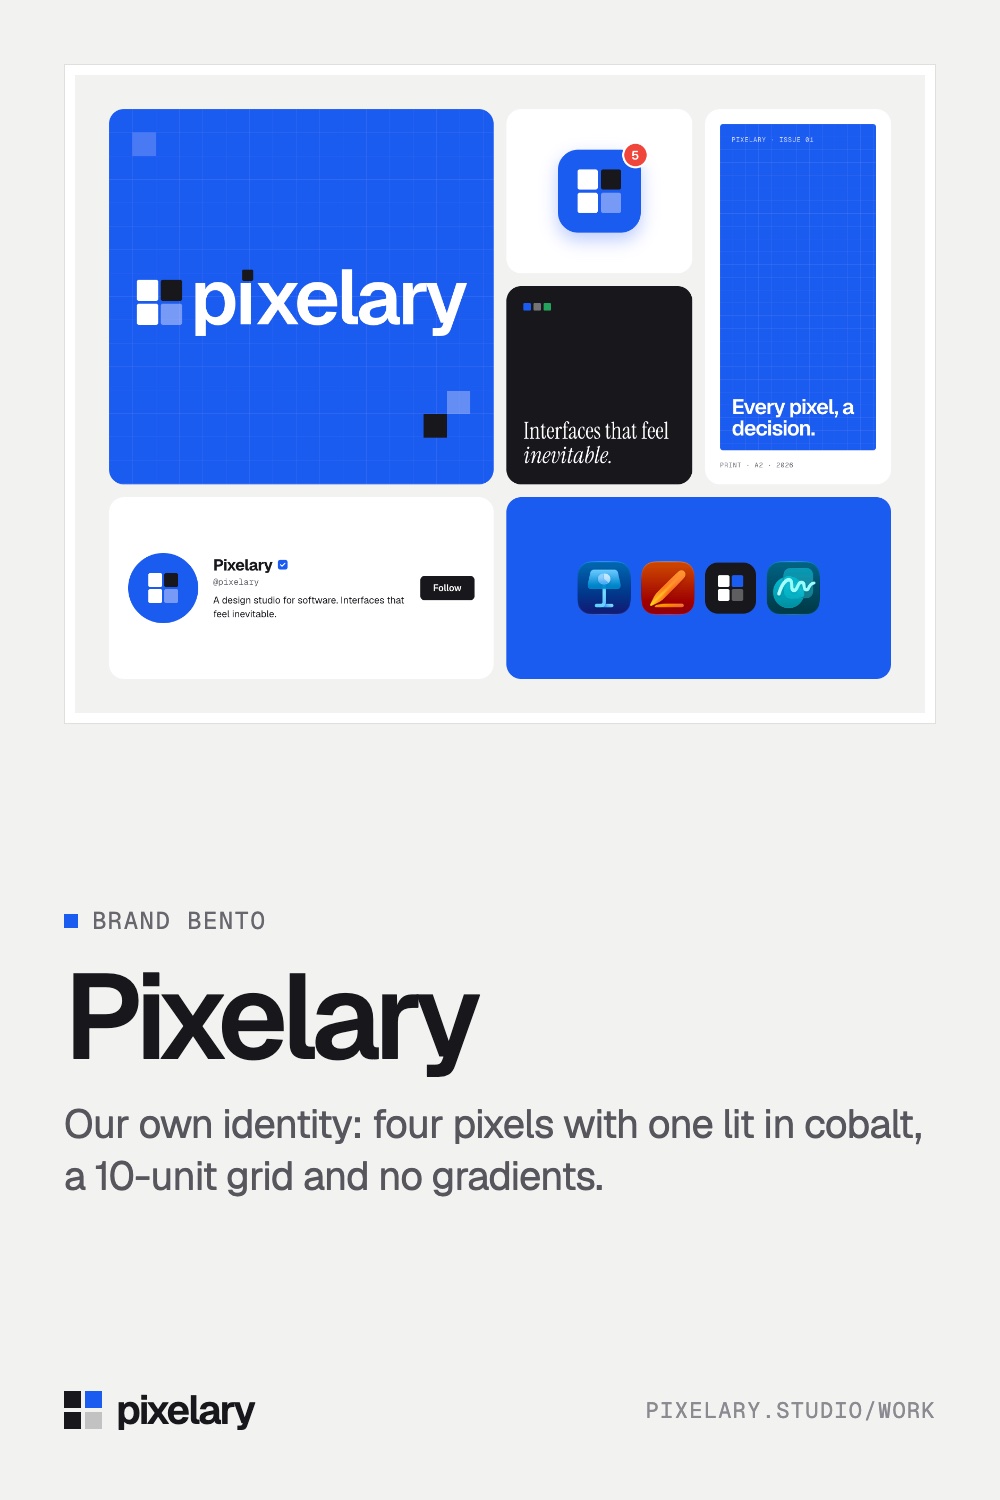 pixelary
5
PIXELARY · ISSUE 01
Every pixel, a
decision.
PRINT · A2 · 2026
Interfaces that feel
inevitable.
Pixelary
@pixelary
A design studio for software. Interfaces that
feel inevitable.
Follow
BRAND BENTO
Pixelary
Our own identity: four pixels with one lit in cobalt,
a 10-unit grid and no gradients.
pixelary
PIXELARY.STUDIO/WORK